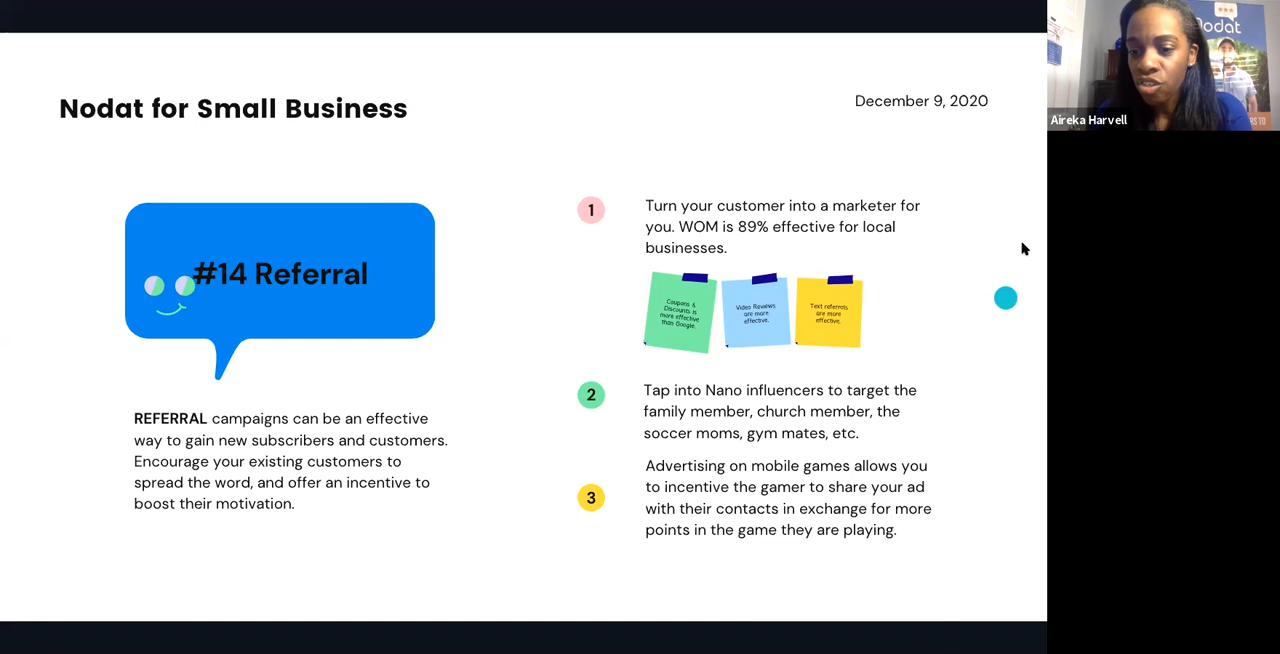 Nodat for Small Business
December 9, 2020
#14 Referral
REFERRAL campaigns can be an effective
way to gain new subscribers and customers.
Encourage your existing customers to
spread the word, and offer an incentive to
boost their motivation.
1
Turn your customer into a marketer for
you. WOM is 89% effective for local
businesses.
Coupons &
Discounts is
more effective
than Google.
Video Reviews
are more
effective.
Text referrals
are more
effective.
2
Tap into Nano influencers to target the
family member, church member, the
soccer moms, gym mates, etc.
3
Advertising on mobile games allows you
to incentive the gamer to share your ad
with their contacts in exchange for more
points in the game they are playing.
Nodat
Aireka Harvell